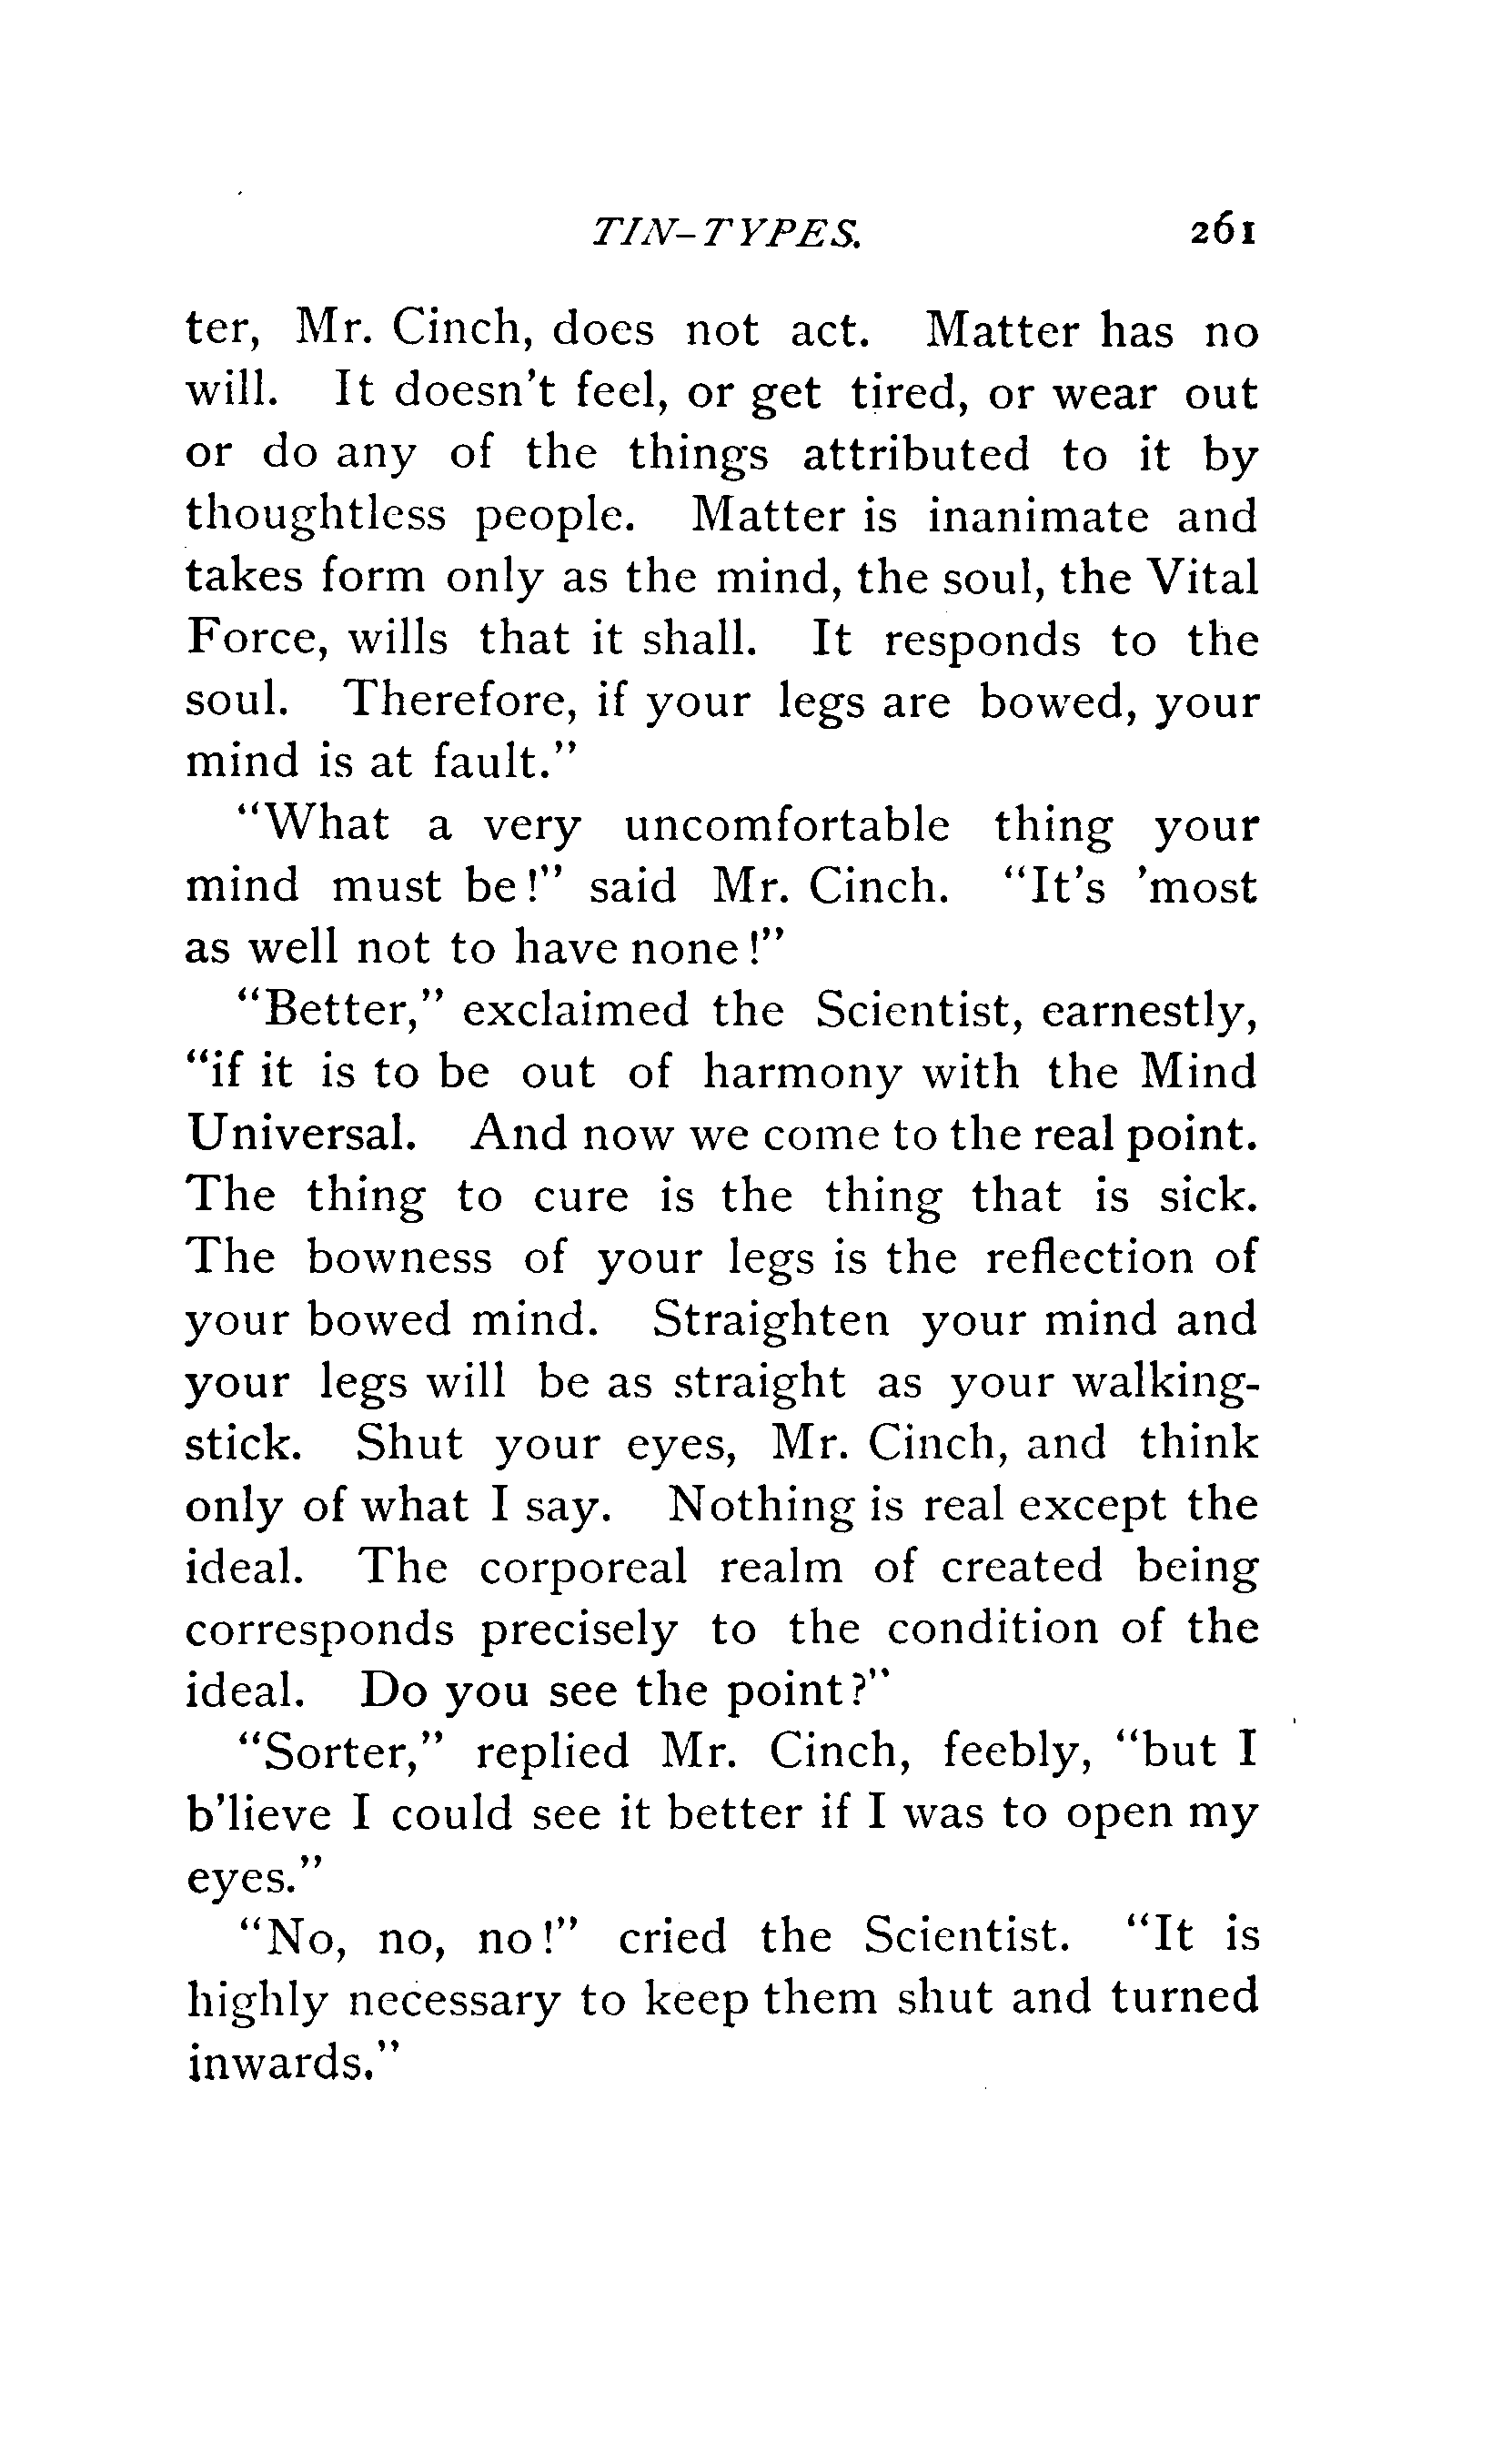 TIN-TYPES. 261
ter, Mr. Cinch, does not act. Matter has no
will. It doesn't feel, or get tired, or wear out
or do any of the things attributed to it by
thoughtless people. Matter is inanimate and
takes form only as the mind, the soul, the Vital
Force, wills that it shall. It responds to the
soul. Therefore, if your legs are bowed, your
mind is at fault."
"What a very uncomfortable thing your
mind must be!" said Mr. Cinch. "It's 'most
as well not to have none!"
"Better," exclaimed the Scientist, earnestly,
"if it is to be out of harmony with the Mind
Universal. And now we come to the real point.
The thing to cure is the thing that is sick.
The bowness of your legs is the reflection of
your bowed mind. Straighten your mind and
your legs will be as straight as your walking-
stick. Shut your eyes, Mr. Cinch, and think
only of what I say. Nothing is real except the
ideal. The corporeal realm of created being
corresponds precisely to the condition of the
ideal. Do you see the point?"
"Sorter," replied Mr. Cinch, feebly, "but I
b'lieve I could see it better if I was to open my
eyes."
"No, no, no!" cried the Scientist. "It is
highly necessary to keep them shut and turned
inwards."